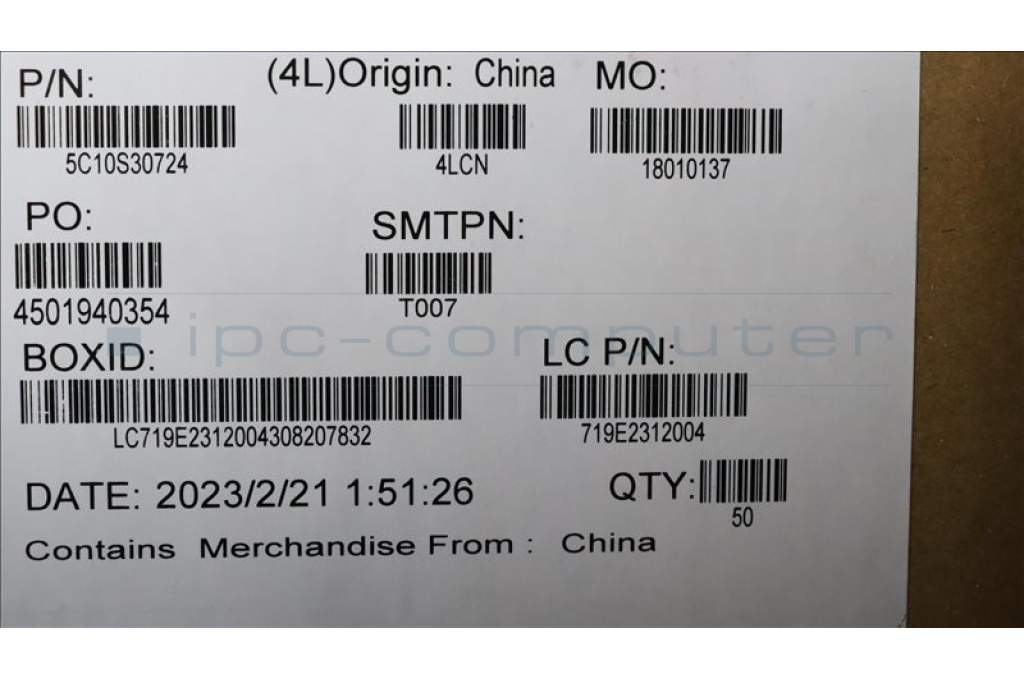 P/N: (4L)Origin: China MO:
5C10S30724 4LCN 18010137
PO: SMTPN:
4501940354 T007
ipc-computer
BOXID: LC P/N:
LC719E2312004308207832 719E2312004
DATE: 2023/2/21 1:51:26 QTY:
50
Contains Merchandise From : China